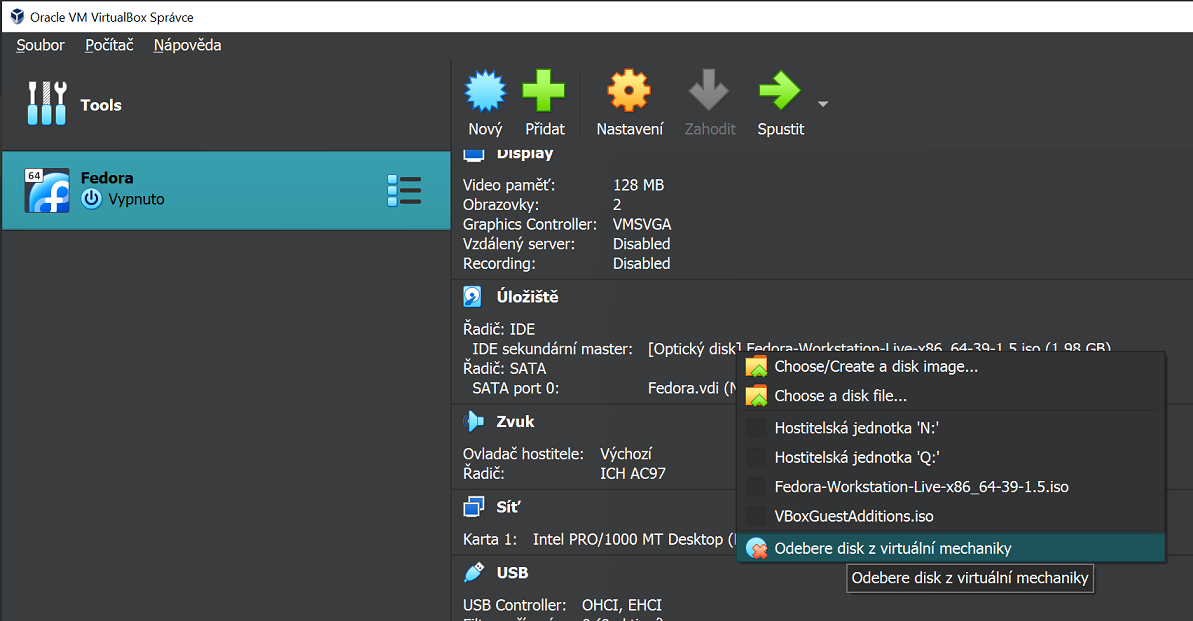 Oracle VM VirtualBox Správce
Soubor Počítač Nápověda
Tools
Nový Přidat Nastavení Zahodit Spustit
64
Fedora
Vypnuto
Display
Video paměť: 128 MB
Obrazovky: 2
Graphics Controller: VMSVGA
Vzdálený server: Disabled
Recording: Disabled
Úložiště
Řadič: IDE
IDE sekundární master: [Optický disk] Fedora-Workstation-Live-x86_64-39-1.5.iso (1,98 GB)
Řadič: SATA
SATA port 0: Fedora.vdi (N
Zvuk
Ovladač hostitele: Výchozí
Řadič: ICH AC97
Síť
Karta 1: Intel PRO/1000 MT Desktop (
USB
USB Controller: OHCI, EHCI
Choose/Create a disk image...
Choose a disk file...
Hostitelská jednotka 'N:'
Hostitelská jednotka 'Q:'
Fedora-Workstation-Live-x86_64-39-1.5.iso
VBoxGuestAdditions.iso
Odebere disk z virtuální mechaniky
Odebere disk z virtuální mechaniky